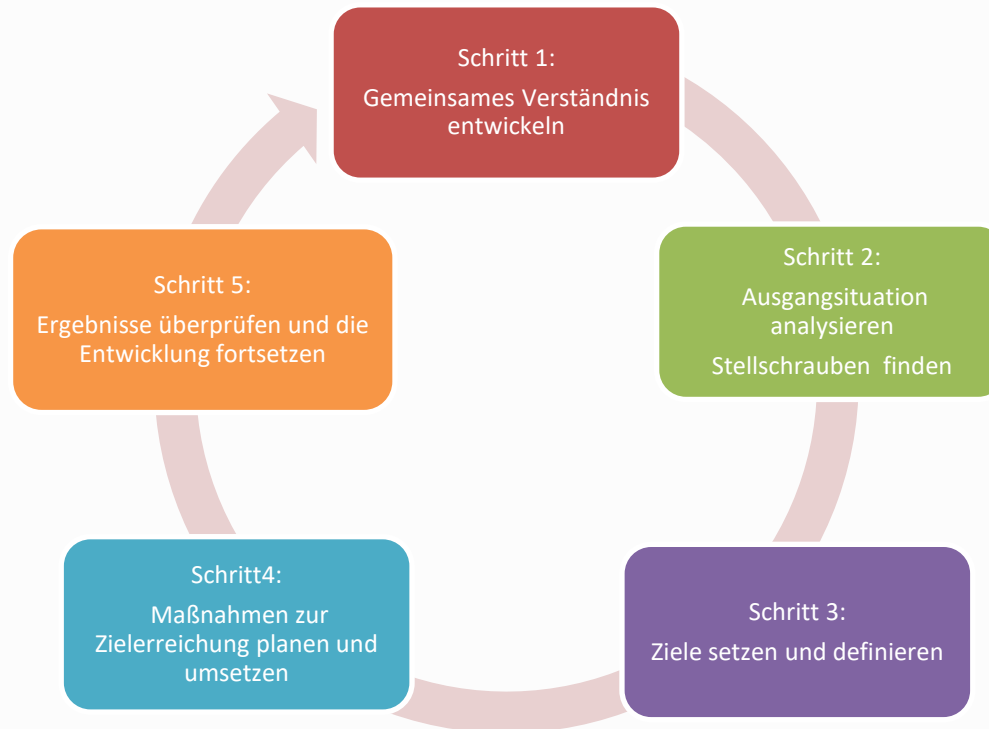 Schritt 1:
Gemeinsames Verständnis
entwickeln
Schritt 2:
Ausgangsituation
analysieren
Stellschrauben  finden
Schritt 3:
Ziele setzen und definieren
Schritt4:
Maßnahmen zur
Zielerreichung planen und
umsetzen
Schritt 5:
Ergebnisse überprüfen und die
Entwicklung fortsetzen